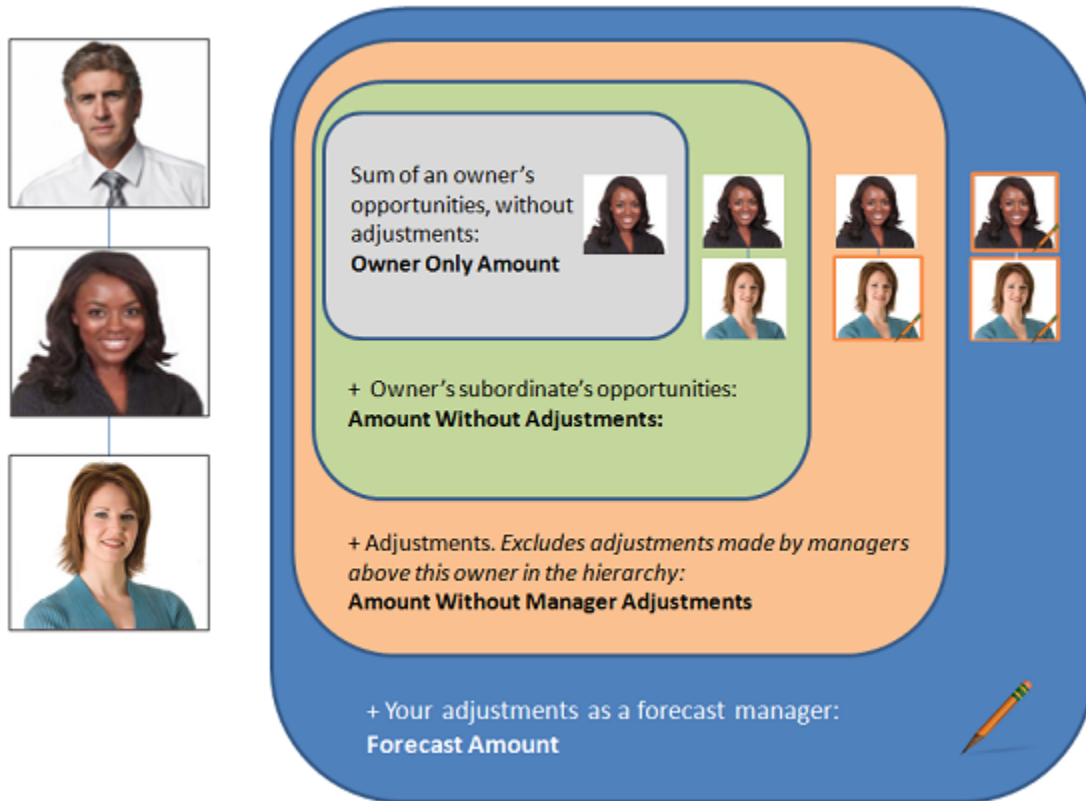 Sum of an owner's
opportunities, without
adjustments:
Owner Only Amount
+ Owner's subordinate's opportunities:
Amount Without Adjustments:
+ Adjustments. Excludes adjustments made by managers
above this owner in the hierarchy:
Amount Without Manager Adjustments
+ Your adjustments as a forecast manager:
Forecast Amount